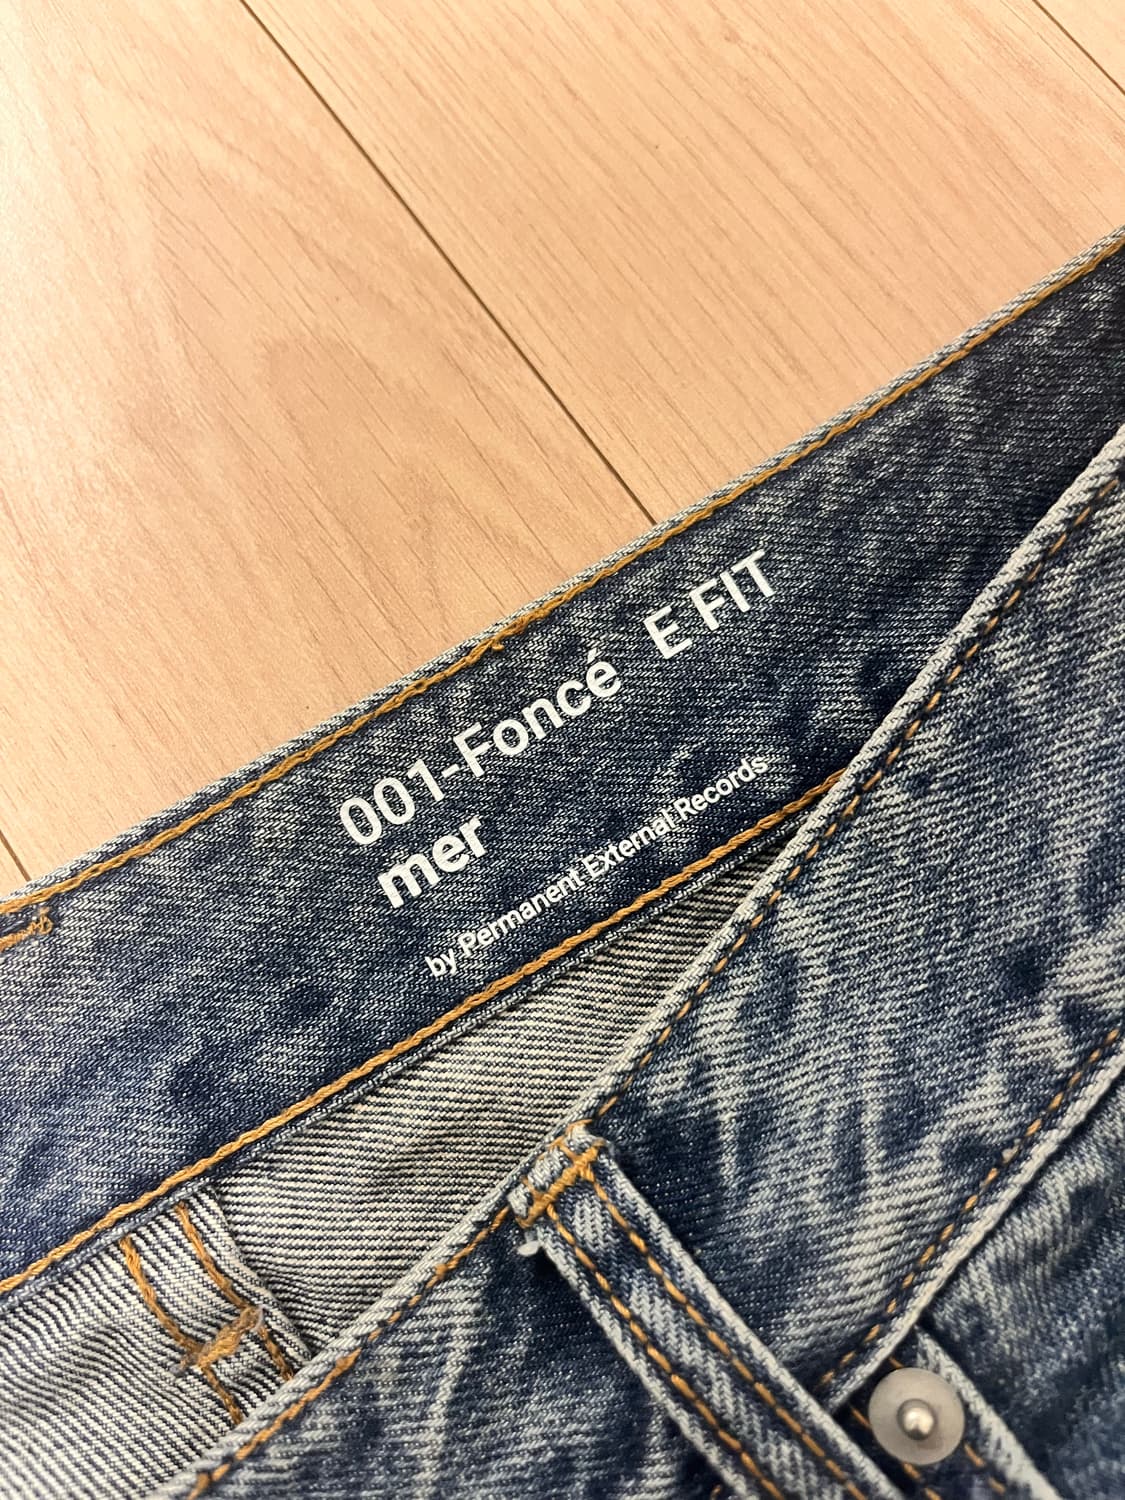 001-Foncé E FIT
mer
by Permanent External Records